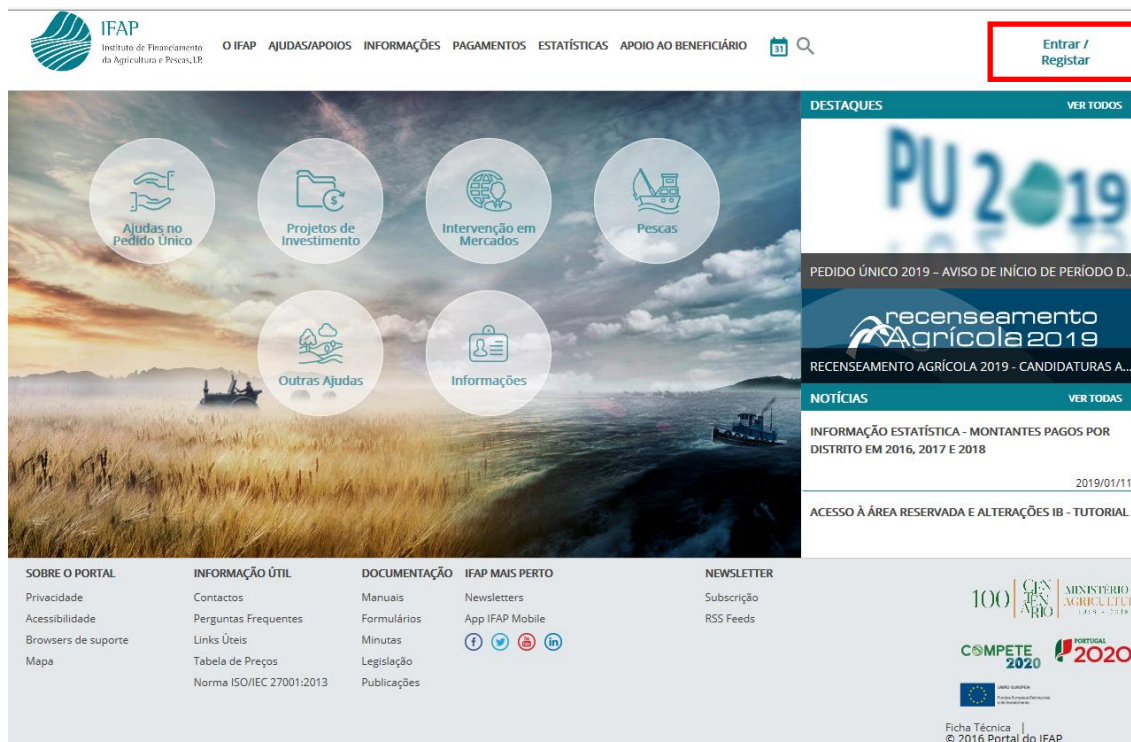 IFAP
Instituto de Financiamento
da Agricultura e Pescas, I.P.
O IFAP AJUDAS/APOIOS INFORMAÇÕES PAGAMENTOS ESTATÍSTICAS APOIO AO BENEFICIÁRIO
31
Entrar /
Registar
Ajudas no
Pedido Único
Projetos de
Investimento
Intervenção em
Mercados
Pescas
Outras Ajudas
Informações
DESTAQUES VER TODOS
PU 2019
PEDIDO ÚNICO 2019 – AVISO DE INÍCIO DE PERÍODO D...
recenseamento
Agrícola 2019
RECENSEAMENTO AGRÍCOLA 2019 - CANDIDATURAS A...
NOTÍCIAS VER TODAS
INFORMAÇÃO ESTATÍSTICA - MONTANTES PAGOS POR
DISTRITO EM 2016, 2017 E 2018
2019/01/11
ACESSO À ÁREA RESERVADA E ALTERAÇÕES IB - TUTORIAL
SOBRE O PORTAL
Privacidade
Acessibilidade
Browsers de suporte
Mapa
INFORMAÇÃO ÚTIL
Contactos
Perguntas Frequentes
Links Úteis
Tabela de Preços
Norma ISO/IEC 27001:2013
DOCUMENTAÇÃO
Manuais
Formulários
Minutas
Legislação
Publicações
IFAP MAIS PERTO
Newsletters
App IFAP Mobile
NEWSLETTER
Subscrição
RSS Feeds
100 CENTENÁRIO
MINISTÉRIO
COMPETE
2020
PORTUGAL
2020
UNIÃO EUROPEIA
Ficha Técnica |
© 2016 Portal do IFAP